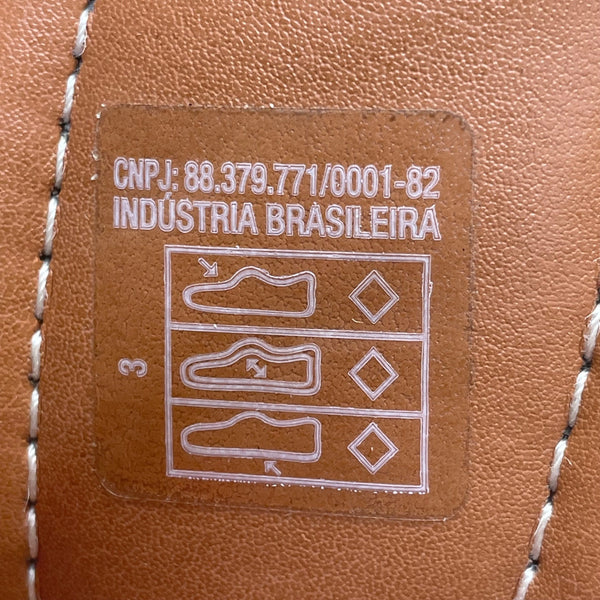 CNPJ: 88.379.771/0001-82
INDÚSTRIA BRASILEIRA
3